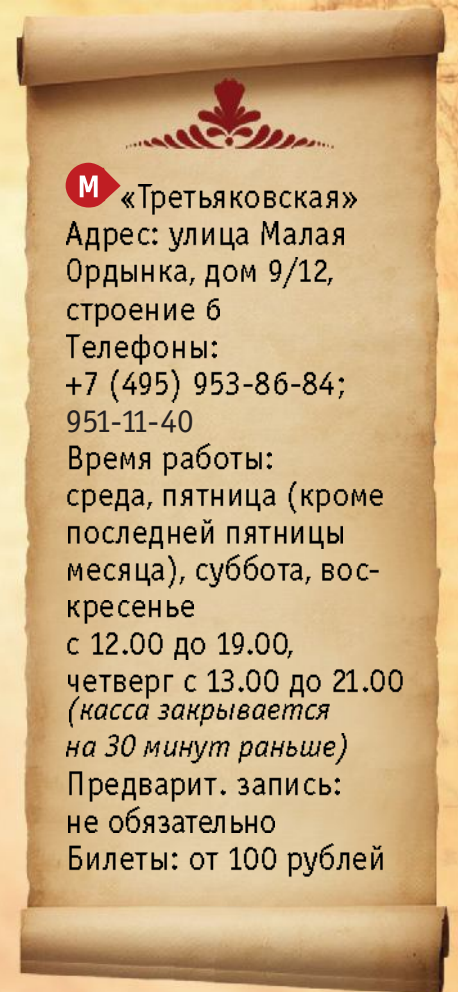 М «Третьяковская»
Адрес: улица Малая
Ордынка, дом 9/12,
строение 6
Телефоны:
+7 (495) 953-86-84;
951-11-40
Время работы:
среда, пятница (кроме
последней пятницы
месяца), суббота, вос-
кресенье
с 12.00 до 19.00,
четверг с 13.00 до 21.00
(касса закрывается
на 30 минут раньше)
Предварит. запись:
не обязательно
Билеты: от 100 рублей